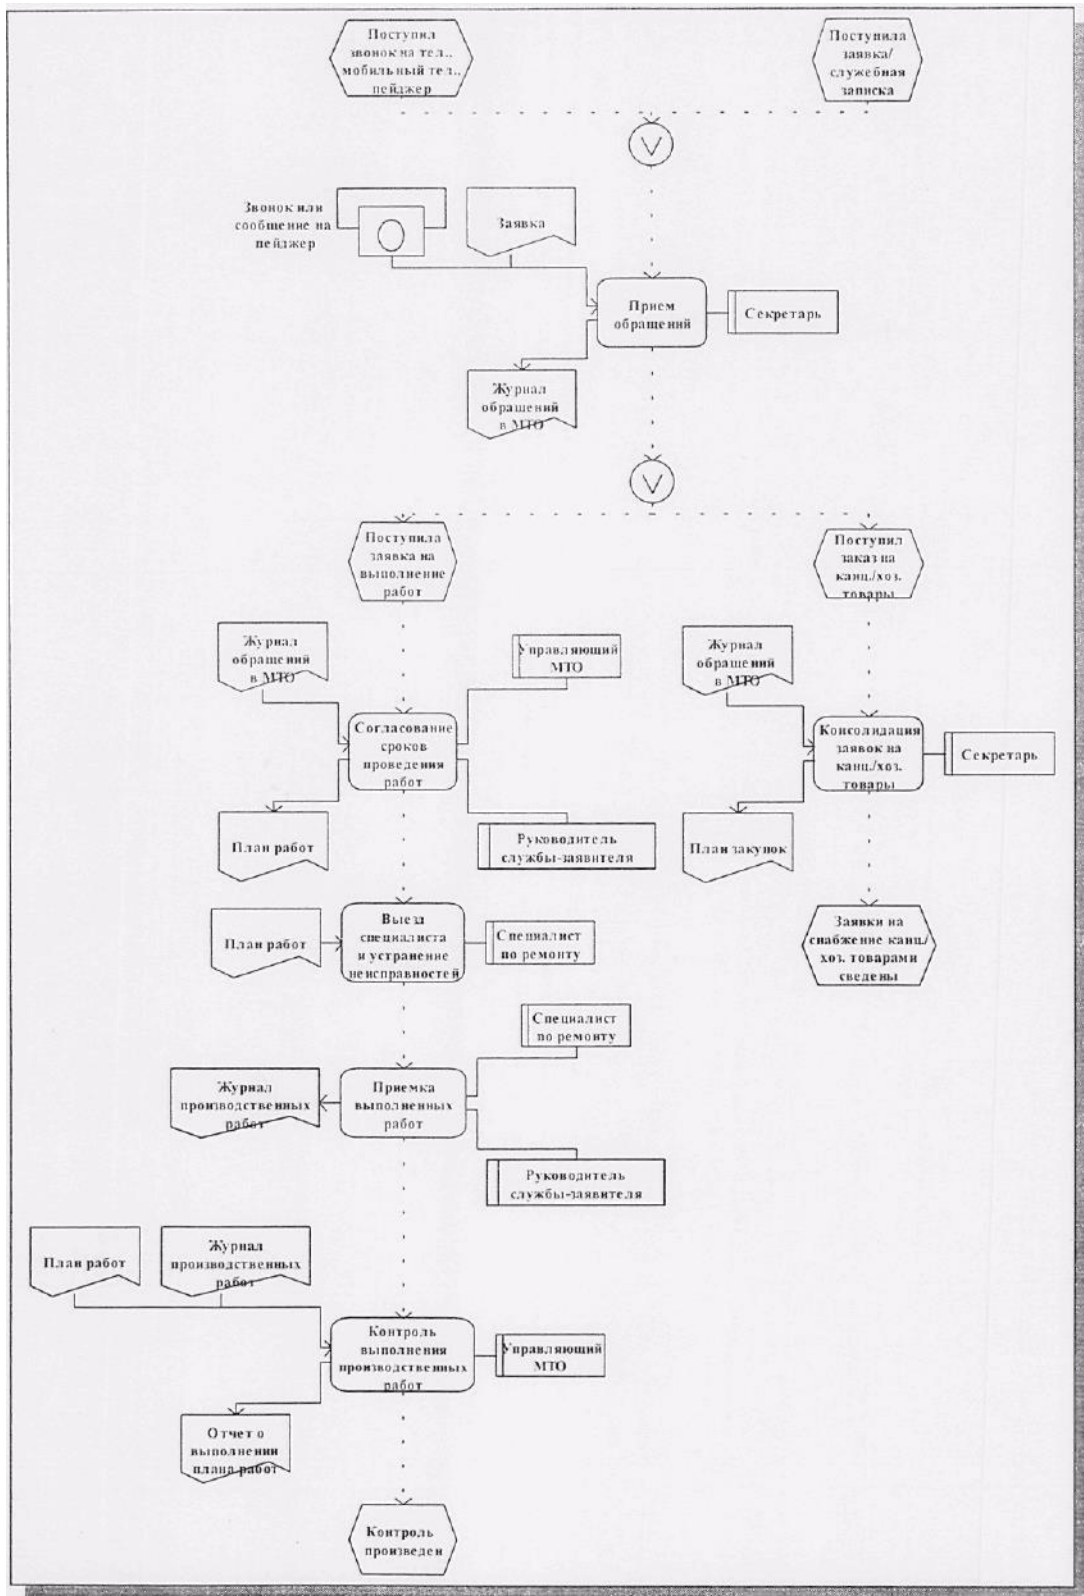 Поступил
звонок на тел..
мобильный тел..
пейджер
Поступила
заявка/
служебная
записка
V
Звонок или
сообщение на
пейджер
Заявка
Прием
обращений
Секретарь
Журнал
обращений
в МТО
V
Поступила
заявка на
выполнение
работ
Поступил
заказ на
канц./хоз.
товары
Журнал
обращений
в МТО
Управляющий
МТО
Журнал
обращений
в МТО
Согласование
сроков
проведения
работ
Консолидация
заявок на
канц./хоз.
товары
Секретарь
План работ
Руководитель
службы-заявителя
План закупок
План работ
Выезд
специалиста
и устранение
неисправностей
Специалист
по ремонту
Заявки на
снабжение канц./
хоз. товарами
сведены
Специалист
по ремонту
Журнал
производственных
работ
Приемка
выполненных
работ
Руководитель
службы-заявителя
План работ
Журнал
производственных
работ
Контроль
выполнения
производственных
работ
Управляющий
МТО
Отчет о
выполнении
плана работ
Контроль
произведен